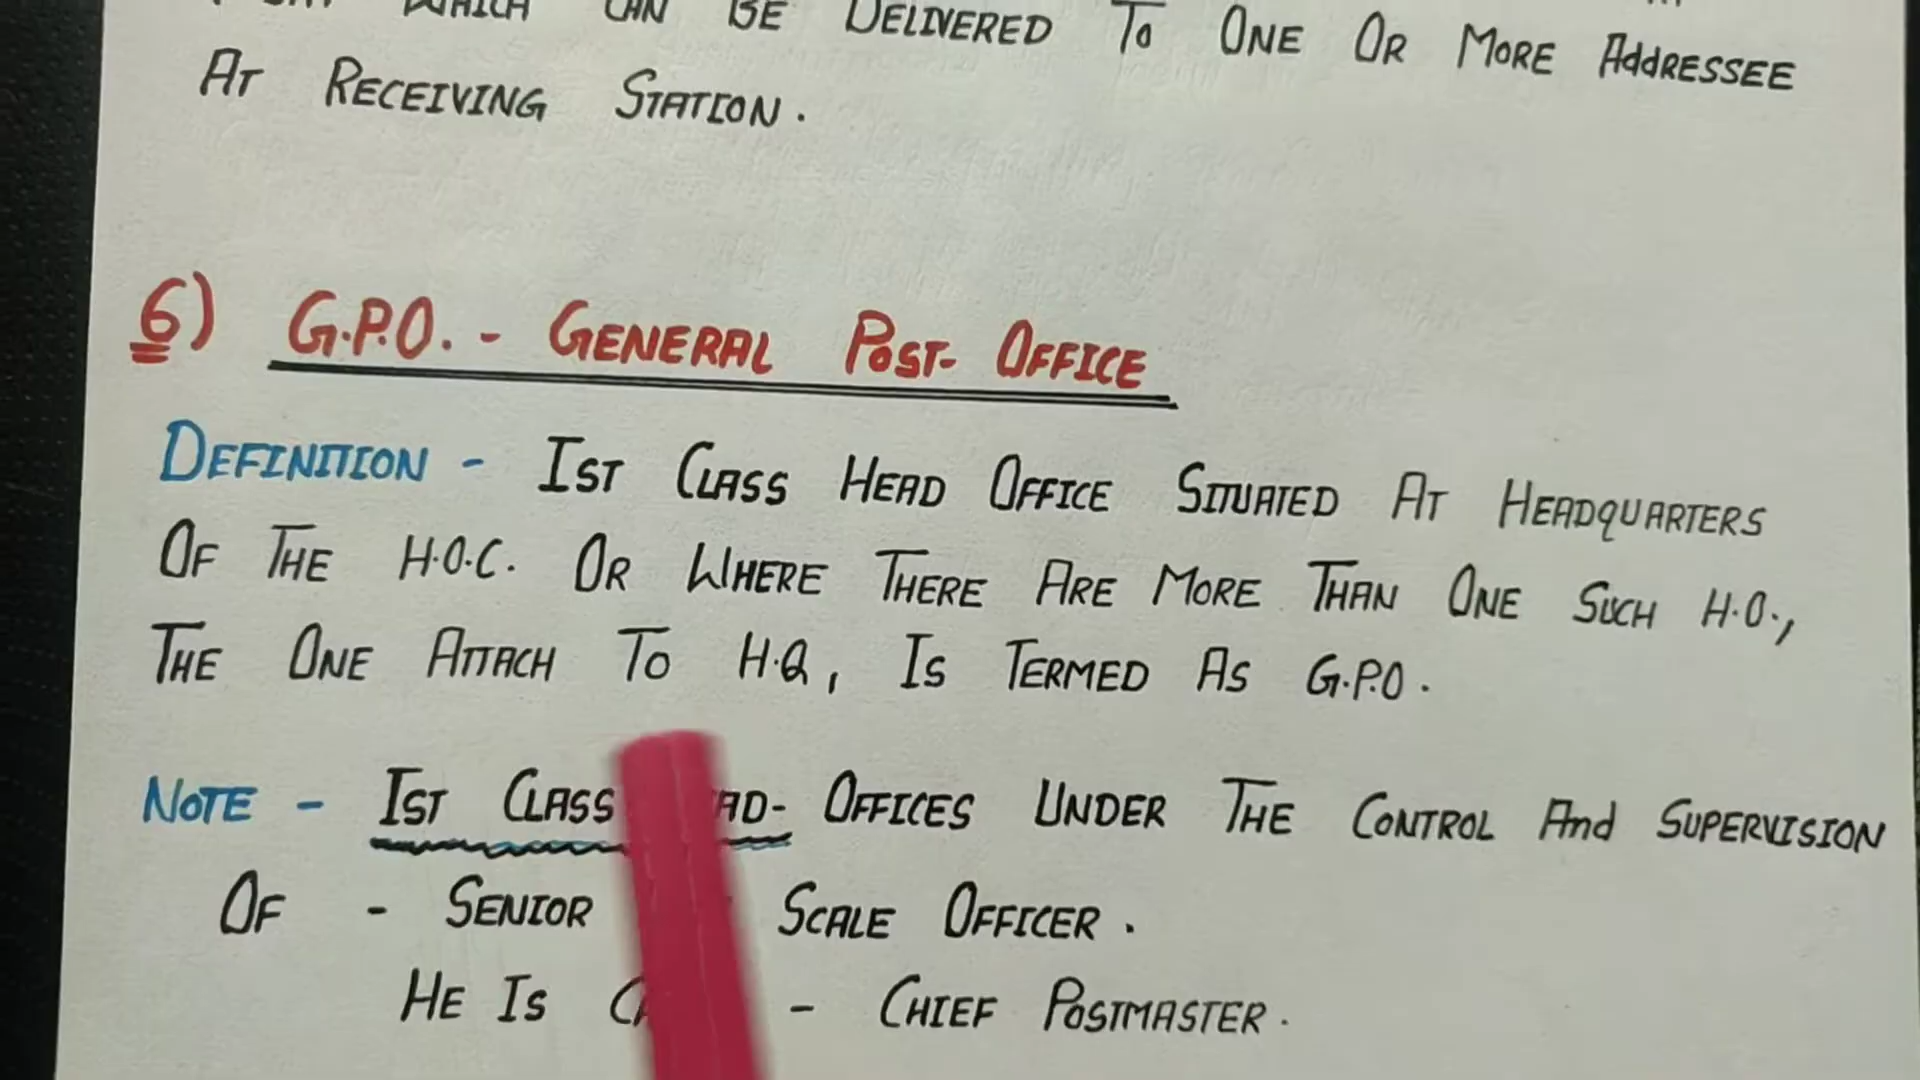 WHICH CAN BE DELIVERED TO ONE OR MORE ADDRESSEE
AT RECEIVING STATION.
6) G.P.O. - GENERAL POST- OFFICE
DEFINITION - IST CLASS HEAD OFFICE SITUATED AT HEADQUARTERS
OF THE H.O.C. OR WHERE THERE ARE MORE THAN ONE SUCH H.O.,
THE ONE ATTACH TO H.Q, IS TERMED AS G.P.O.
NOTE - IST CLASS AD- OFFICES UNDER THE CONTROL AND SUPERVISION
OF - SENIOR SCALE OFFICER.
HE IS - CHIEF POSTMASTER.